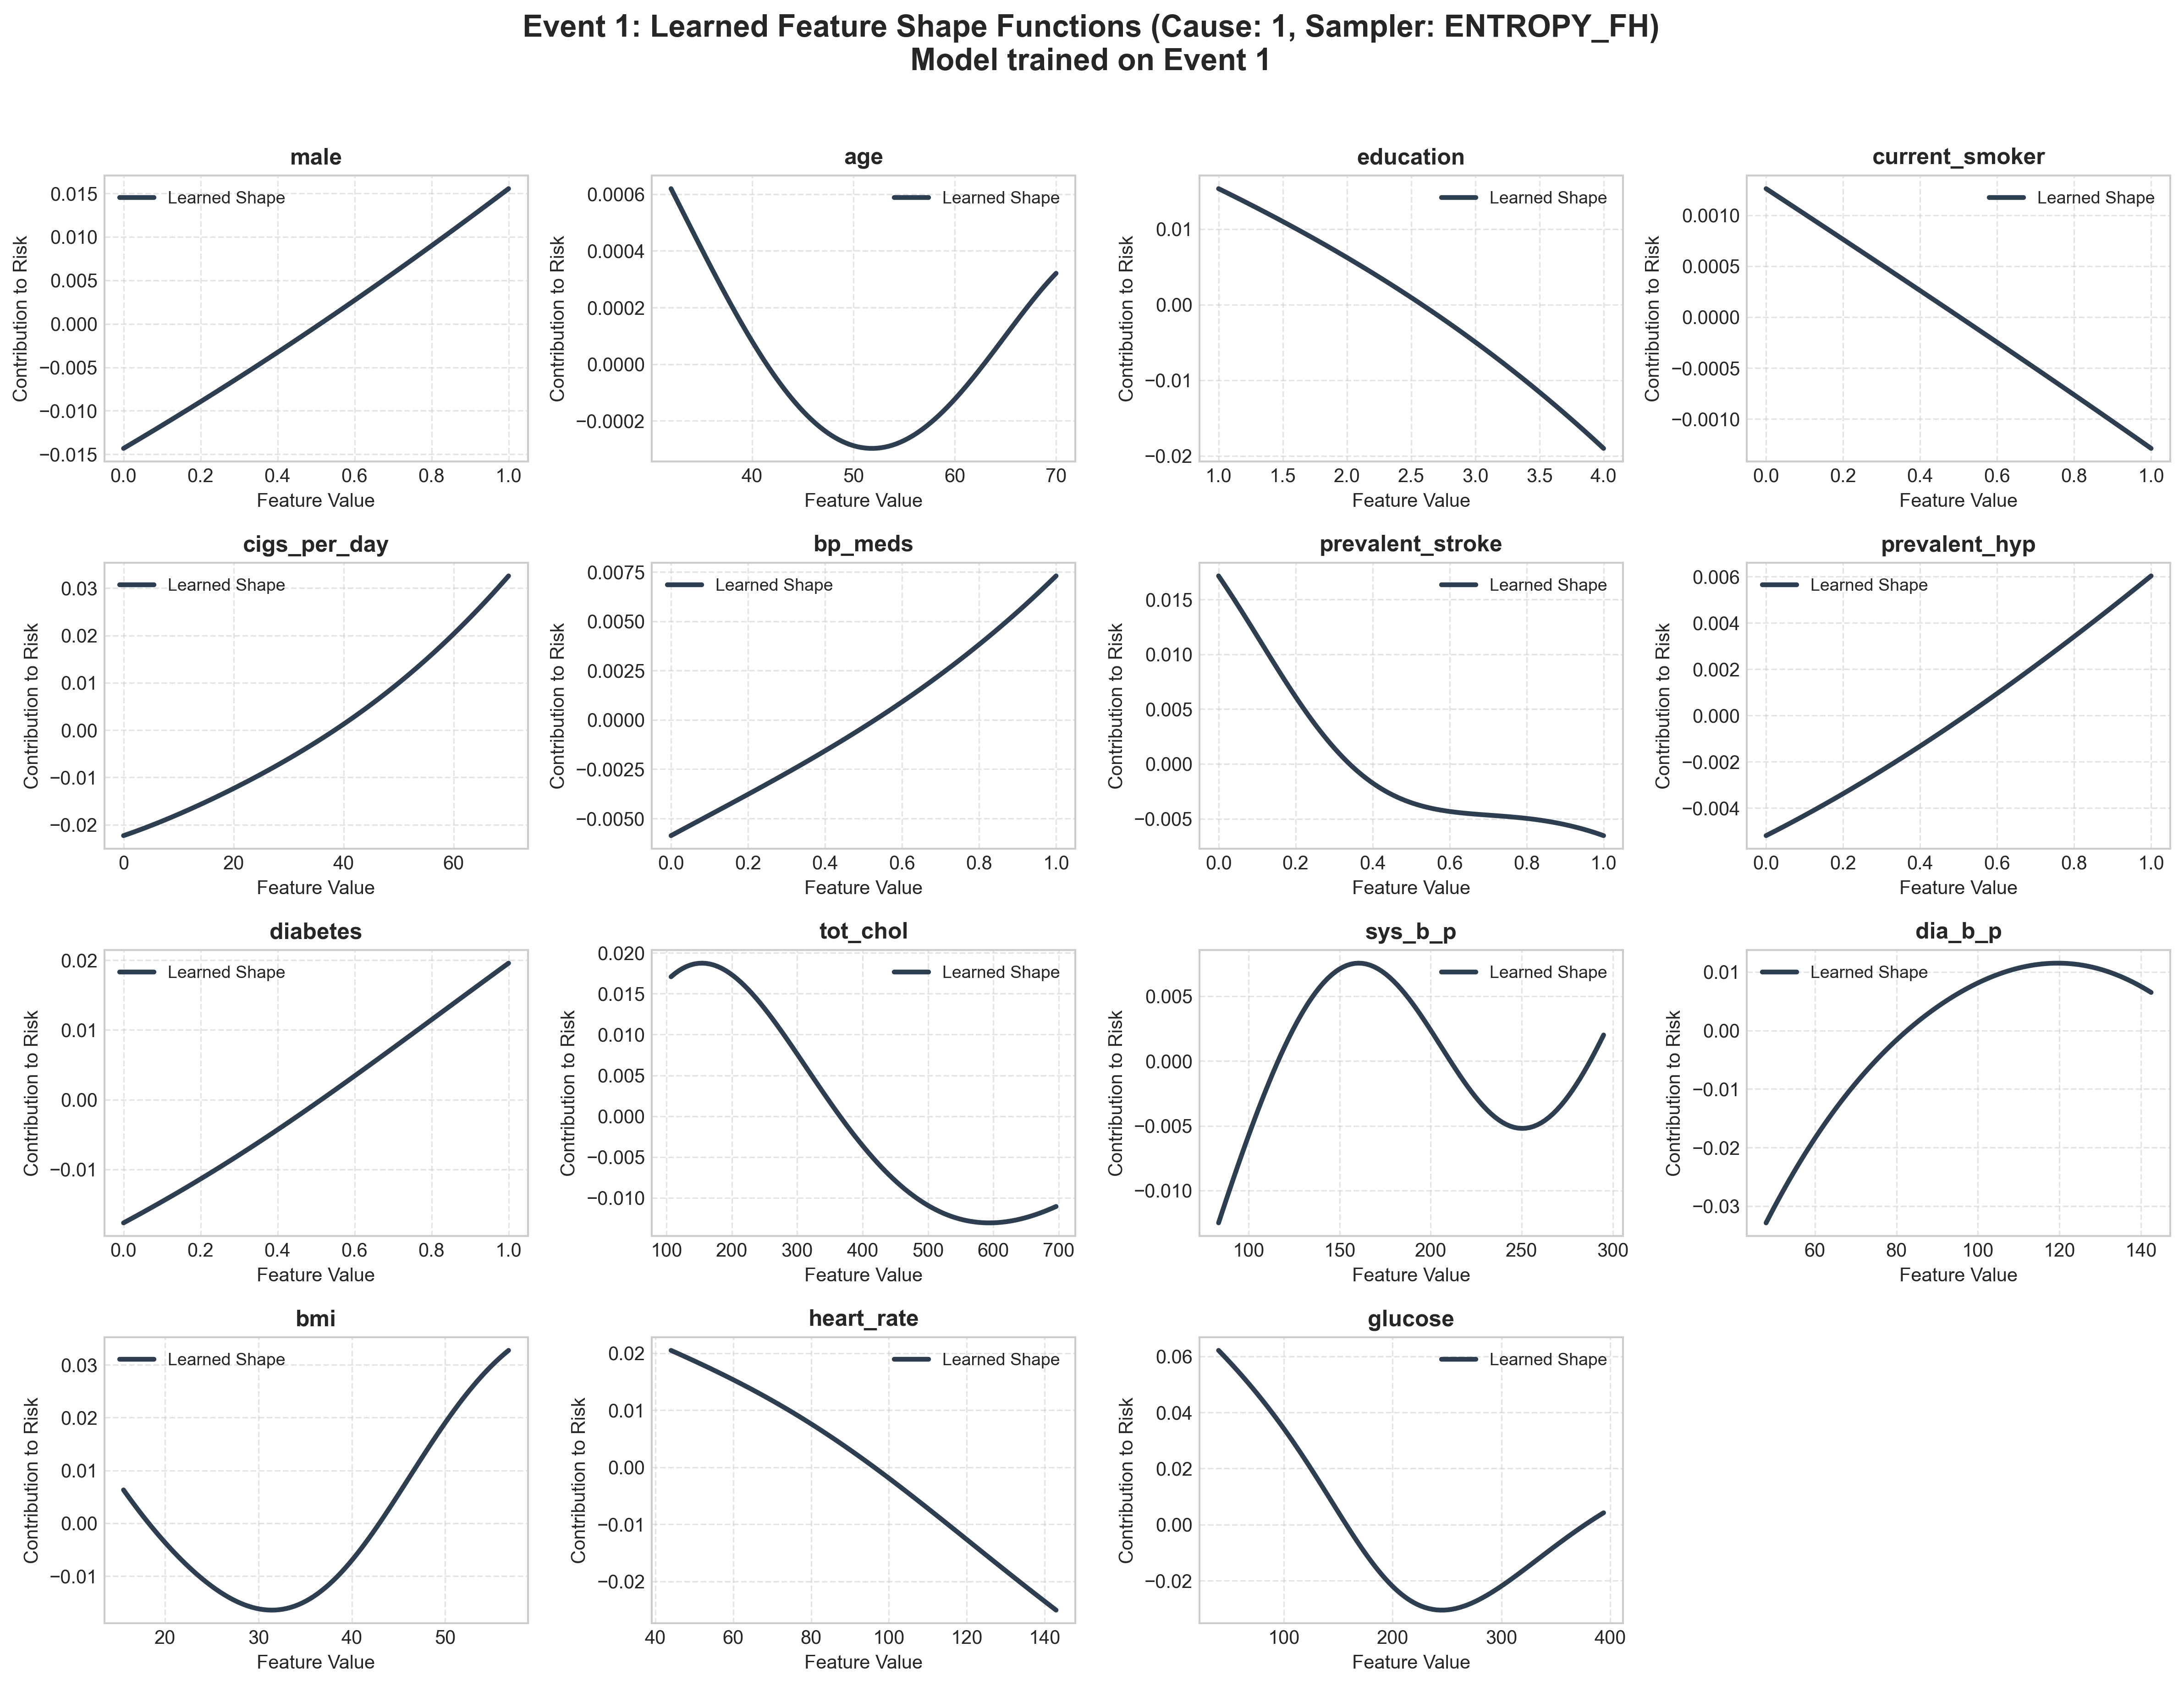 Event 1: Learned Feature Shape Functions (Cause: 1, Sampler: ENTROPY_FH)
Model trained on Event 1
male
Learned Shape
Contribution to Risk
0.015
0.010
0.005
0.000
−0.005
−0.010
−0.015
0.0 0.2 0.4 0.6 0.8 1.0
Feature Value
age
Learned Shape
Contribution to Risk
0.0006
0.0004
0.0002
0.0000
−0.0002
40 50 60 70
Feature Value
education
Learned Shape
Contribution to Risk
0.01
0.00
−0.01
−0.02
1.0 1.5 2.0 2.5 3.0 3.5 4.0
Feature Value
current_smoker
Learned Shape
Contribution to Risk
0.0010
0.0005
0.0000
−0.0005
−0.0010
0.0 0.2 0.4 0.6 0.8 1.0
Feature Value
cigs_per_day
Learned Shape
Contribution to Risk
0.03
0.02
0.01
0.00
−0.01
−0.02
0 20 40 60
Feature Value
bp_meds
Learned Shape
Contribution to Risk
0.0075
0.0050
0.0025
0.0000
−0.0025
−0.0050
0.0 0.2 0.4 0.6 0.8 1.0
Feature Value
prevalent_stroke
Learned Shape
Contribution to Risk
0.015
0.010
0.005
0.000
−0.005
0.0 0.2 0.4 0.6 0.8 1.0
Feature Value
prevalent_hyp
Learned Shape
Contribution to Risk
0.006
0.004
0.002
0.000
−0.002
−0.004
0.0 0.2 0.4 0.6 0.8 1.0
Feature Value
diabetes
Learned Shape
Contribution to Risk
0.02
0.01
0.00
−0.01
0.0 0.2 0.4 0.6 0.8 1.0
Feature Value
tot_chol
Learned Shape
Contribution to Risk
0.020
0.015
0.010
0.005
0.000
−0.005
−0.010
100 200 300 400 500 600 700
Feature Value
sys_b_p
Learned Shape
Contribution to Risk
0.005
0.000
−0.005
−0.010
100 150 200 250 300
Feature Value
dia_b_p
Learned Shape
Contribution to Risk
0.01
0.00
−0.01
−0.02
−0.03
60 80 100 120 140
Feature Value
bmi
Learned Shape
Contribution to Risk
0.03
0.02
0.01
0.00
−0.01
20 30 40 50
Feature Value
heart_rate
Learned Shape
Contribution to Risk
0.02
0.01
0.00
−0.01
−0.02
40 60 80 100 120 140
Feature Value
glucose
Learned Shape
Contribution to Risk
0.06
0.04
0.02
0.00
−0.02
100 200 300 400
Feature Value